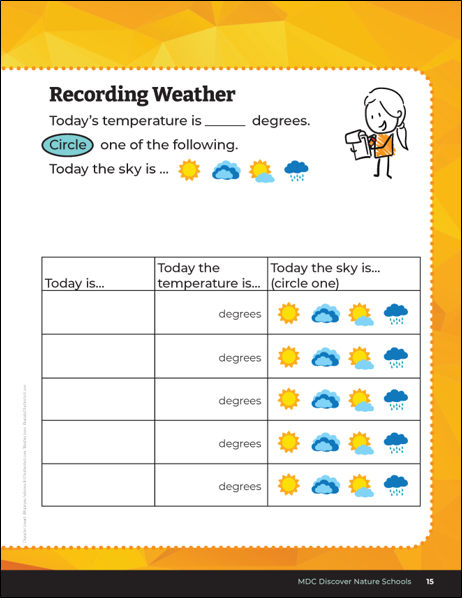 Recording Weather
Today's temperature is ______ degrees.
Circle one of the following.
Today the sky is ...
Today is... Today the temperature is... Today the sky is... (circle one)
degrees
degrees
degrees
degrees
degrees
MDC Discover Nature Schools 15